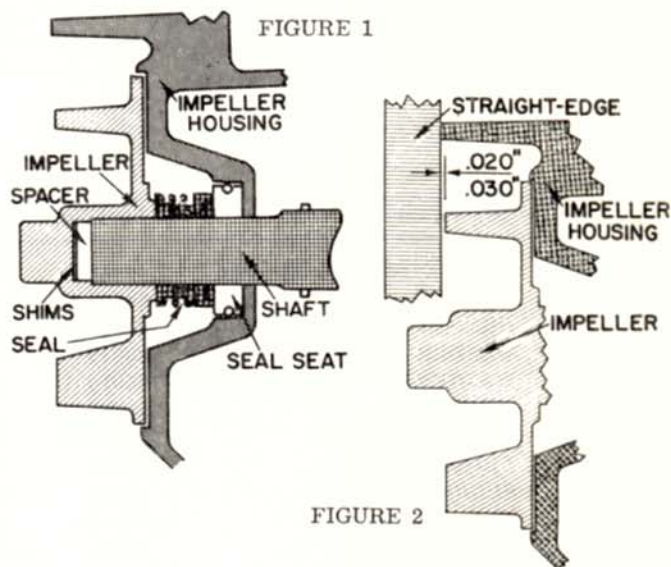 FIGURE 1
IMPELLER
HOUSING
IMPELLER
SPACER
SHIMS
SEAL
SHAFT
SEAL SEAT
STRAIGHT-EDGE
.020"
.030"
IMPELLER
HOUSING
IMPELLER
FIGURE 2